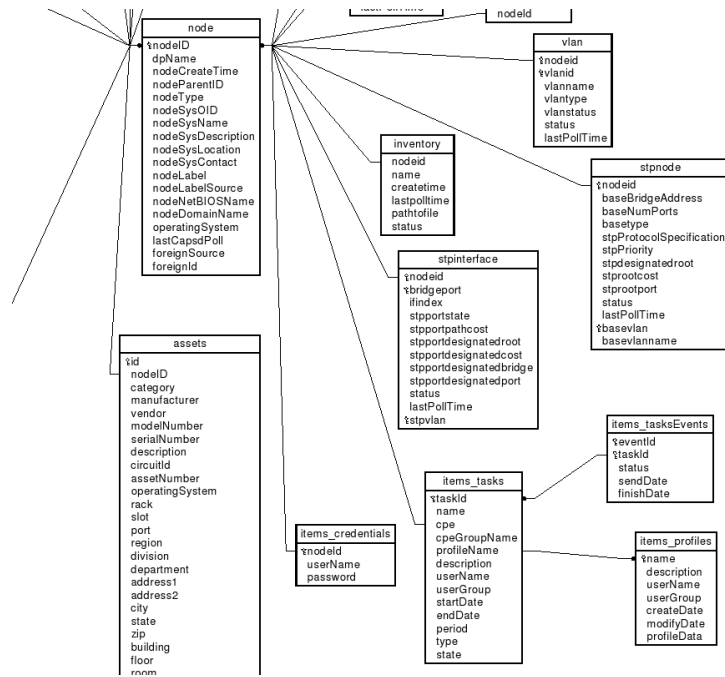 nodeId
node
nodeID
dpName
nodeCreateTime
nodeParentID
nodeType
nodeSysOID
nodeSysName
nodeSysDescription
nodeSysLocation
nodeSysContact
nodeLabel
nodeLabelSource
nodeNetBIOSName
nodeDomainName
operatingSystem
lastCapsdPoll
foreignSource
foreignId
vlan
nodeid
vlanid
vlanname
vlantype
vlanstatus
status
lastPollTime
inventory
nodeid
name
createtime
lastpolltime
pathtofile
status
stpnode
nodeid
baseBridgeAddress
baseNumPorts
basetype
stpProtocolSpecification
stpPriority
stpdesignatedroot
stprootcost
stprootport
status
lastPollTime
basevlan
basevlanname
stpinterface
nodeid
bridgeport
ifindex
stpportstate
stpportpathcost
stpportdesignatedroot
stpportdesignatedcost
stpportdesignatedbridge
stpportdesignatedport
status
lastPollTime
stpvlan
assets
id
nodeID
category
manufacturer
vendor
modelNumber
serialNumber
description
circuitId
assetNumber
operatingSystem
rack
slot
port
region
division
department
address1
address2
city
state
zip
building
floor
room
items_credentials
nodeId
userName
password
items_tasks
taskId
name
cpe
cpeGroupName
profileName
description
userName
userGroup
startDate
endDate
period
type
state
items_tasksEvents
eventId
taskId
status
sendDate
finishDate
items_profiles
name
description
userName
userGroup
createDate
modifyDate
profileData